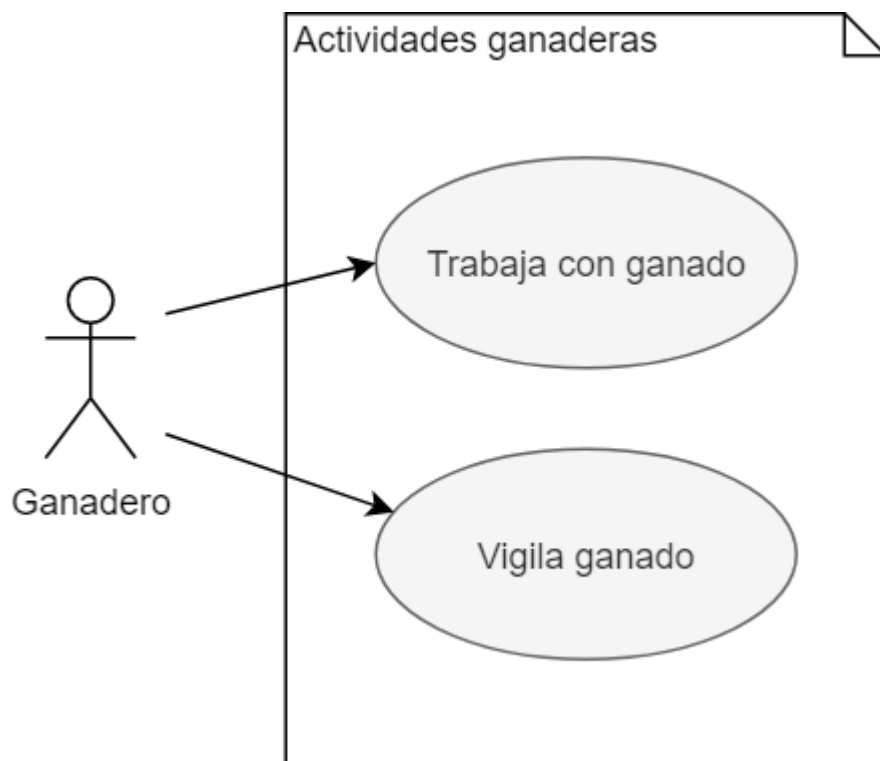 Actividades ganaderas
Trabaja con ganado
Ganadero
Vigila ganado